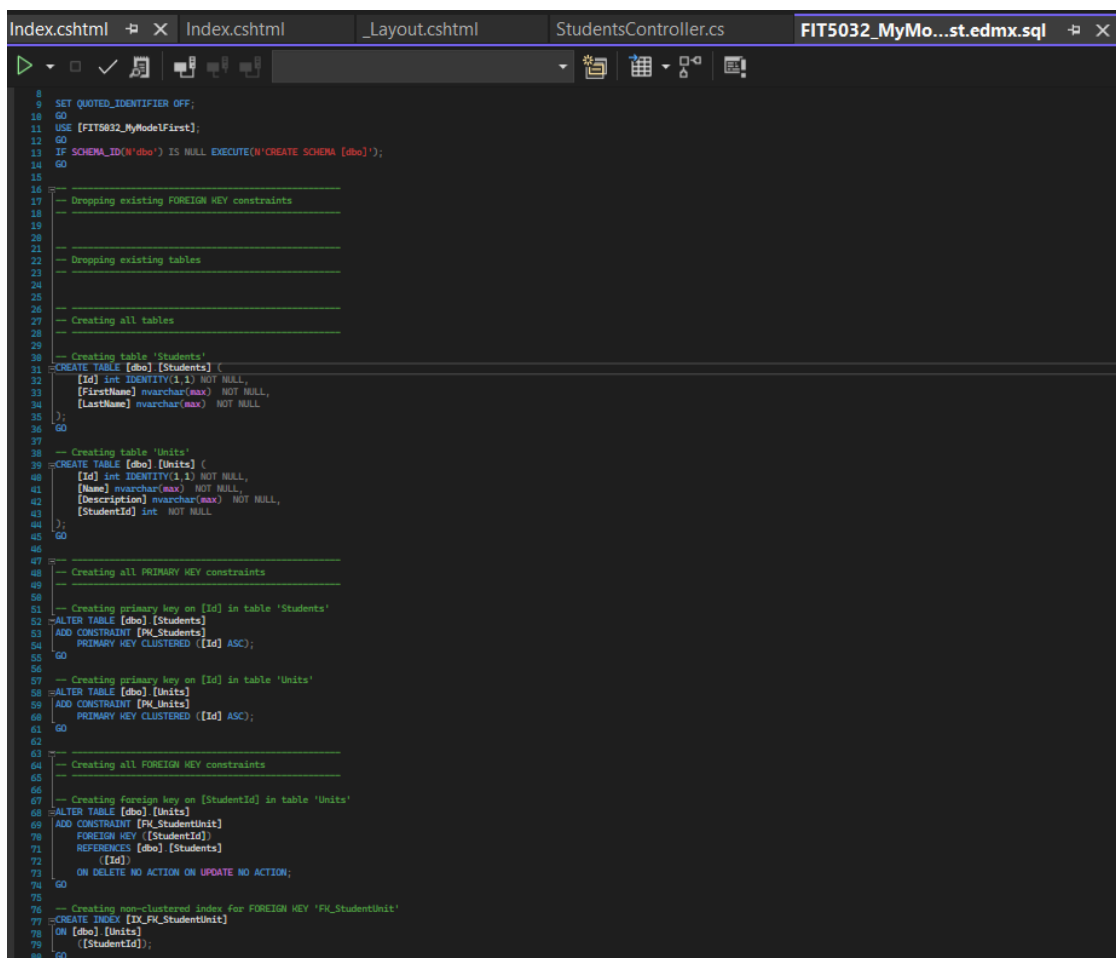 Index.cshtml
Index.cshtml
_Layout.cshtml
StudentsController.cs
FIT5032_MyMo...st.edmx.sql
8
9 SET QUOTED_IDENTIFIER OFF;
10 GO
11 USE [FIT5032_MyModelFirst];
12 GO
13 IF SCHEMA_ID(N'dbo') IS NULL EXECUTE(N'CREATE SCHEMA [dbo]');
14 GO
15
16 -- --------------------------------------------------
17 -- Dropping existing FOREIGN KEY constraints
18 -- --------------------------------------------------
19
20
21 -- --------------------------------------------------
22 -- Dropping existing tables
23 -- --------------------------------------------------
24
25
26 -- --------------------------------------------------
27 -- Creating all tables
28 -- --------------------------------------------------
29
30 -- Creating table 'Students'
31 CREATE TABLE [dbo].[Students] (
32 [Id] int IDENTITY(1,1) NOT NULL,
33 [FirstName] nvarchar(max) NOT NULL,
34 [LastName] nvarchar(max) NOT NULL
35 );
36 GO
37
38 -- Creating table 'Units'
39 CREATE TABLE [dbo].[Units] (
40 [Id] int IDENTITY(1,1) NOT NULL,
41 [Name] nvarchar(max) NOT NULL,
42 [Description] nvarchar(max) NOT NULL,
43 [StudentId] int NOT NULL
44 );
45 GO
46
47 -- --------------------------------------------------
48 -- Creating all PRIMARY KEY constraints
49 -- --------------------------------------------------
50
51 -- Creating primary key on [Id] in table 'Students'
52 ALTER TABLE [dbo].[Students]
53 ADD CONSTRAINT [PK_Students]
54 PRIMARY KEY CLUSTERED ([Id] ASC);
55 GO
56
57 -- Creating primary key on [Id] in table 'Units'
58 ALTER TABLE [dbo].[Units]
59 ADD CONSTRAINT [PK_Units]
60 PRIMARY KEY CLUSTERED ([Id] ASC);
61 GO
62
63 -- --------------------------------------------------
64 -- Creating all FOREIGN KEY constraints
65 -- --------------------------------------------------
66
67 -- Creating foreign key on [StudentId] in table 'Units'
68 ALTER TABLE [dbo].[Units]
69 ADD CONSTRAINT [FK_StudentUnit]
70 FOREIGN KEY ([StudentId])
71 REFERENCES [dbo].[Students]
72 ([Id])
73 ON DELETE NO ACTION ON UPDATE NO ACTION;
74 GO
75
76 -- Creating non-clustered index for FOREIGN KEY 'FK_StudentUnit'
77 CREATE INDEX [IX_FK_StudentUnit]
78 ON [dbo].[Units]
79 ([StudentId]);
80 GO